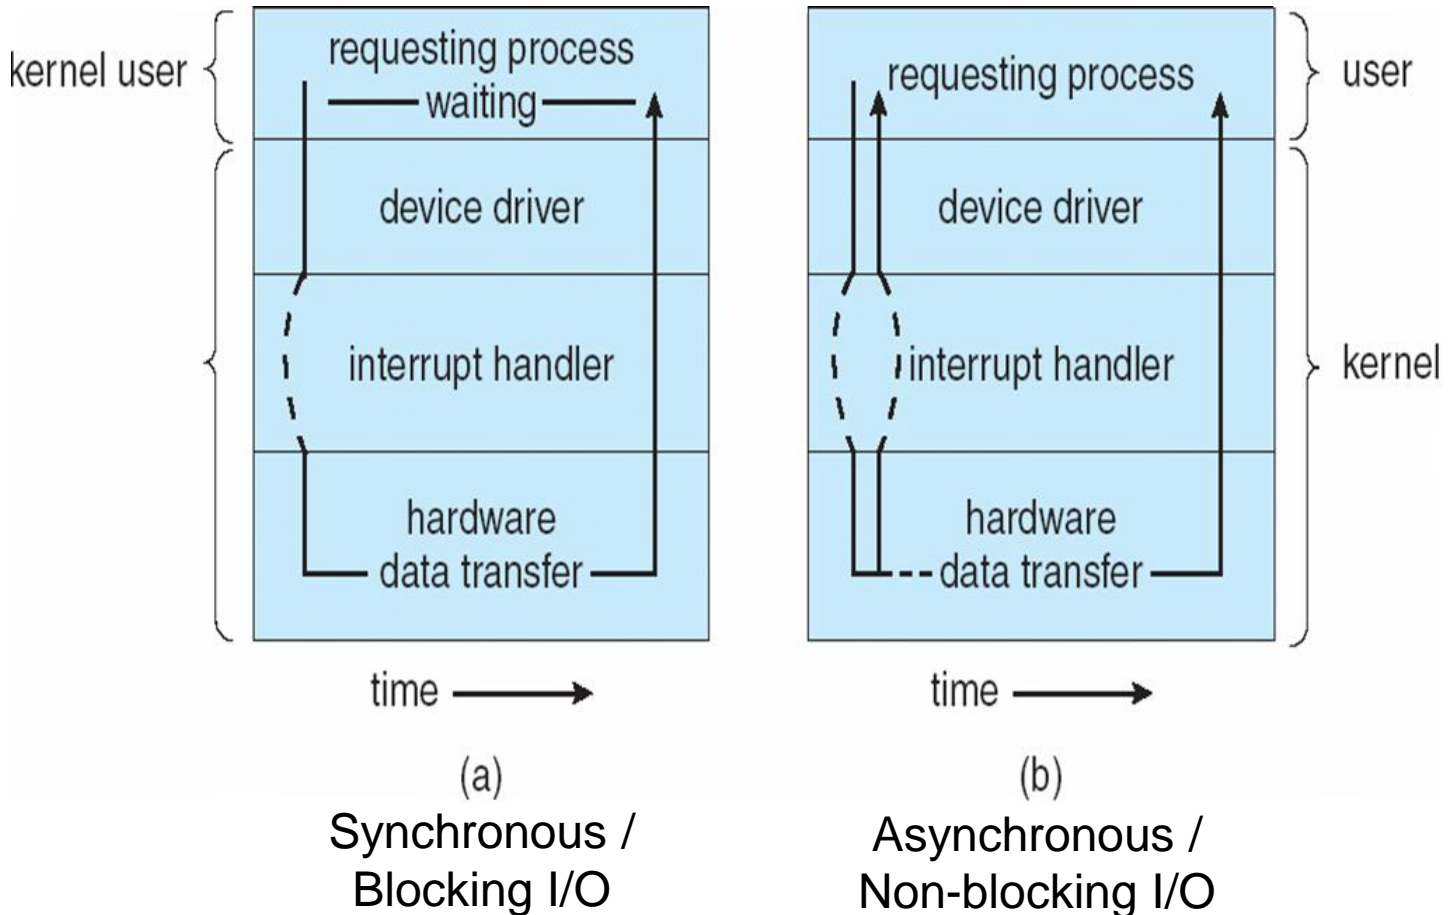 kernel user
requesting process
waiting
device driver
interrupt handler
hardware
data transfer
time
(a)
Synchronous /
Blocking I/O
requesting process
user
device driver
interrupt handler
kernel
hardware
data transfer
time
(b)
Asynchronous /
Non-blocking I/O